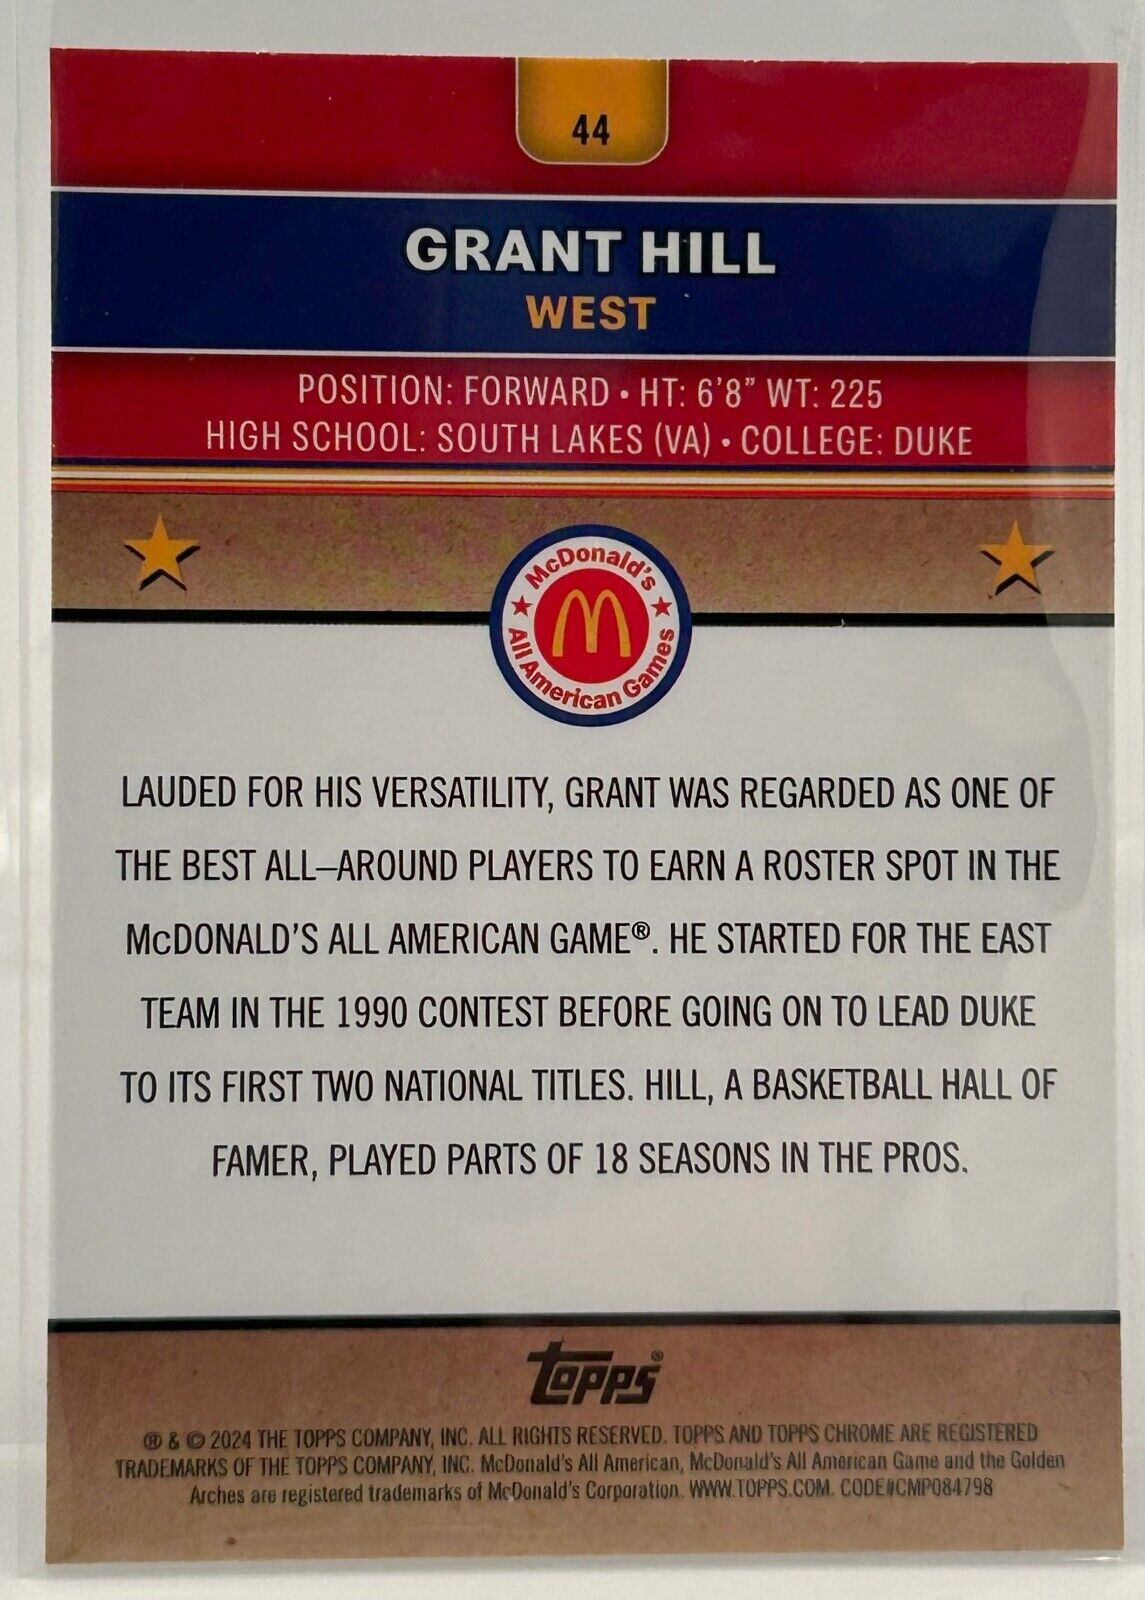 44
GRANT HILL
WEST
POSITION: FORWARD • HT: 6'8" WT: 225
HIGH SCHOOL: SOUTH LAKES (VA) • COLLEGE: DUKE
McDonald's
All American Games
LAUDED FOR HIS VERSATILITY, GRANT WAS REGARDED AS ONE OF
THE BEST ALL–AROUND PLAYERS TO EARN A ROSTER SPOT IN THE
McDONALD'S ALL AMERICAN GAME®. HE STARTED FOR THE EAST
TEAM IN THE 1990 CONTEST BEFORE GOING ON TO LEAD DUKE
TO ITS FIRST TWO NATIONAL TITLES. HILL, A BASKETBALL HALL OF
FAMER, PLAYED PARTS OF 18 SEASONS IN THE PROS.
Topps®
® & © 2024 THE TOPPS COMPANY, INC. ALL RIGHTS RESERVED. TOPPS AND TOPPS CHROME ARE REGISTERED
TRADEMARKS OF THE TOPPS COMPANY, INC. McDonald's All American, McDonald's All American Game and the Golden
Arches are registered trademarks of McDonald's Corporation. WWW.TOPPS.COM. CODE#CMP084798